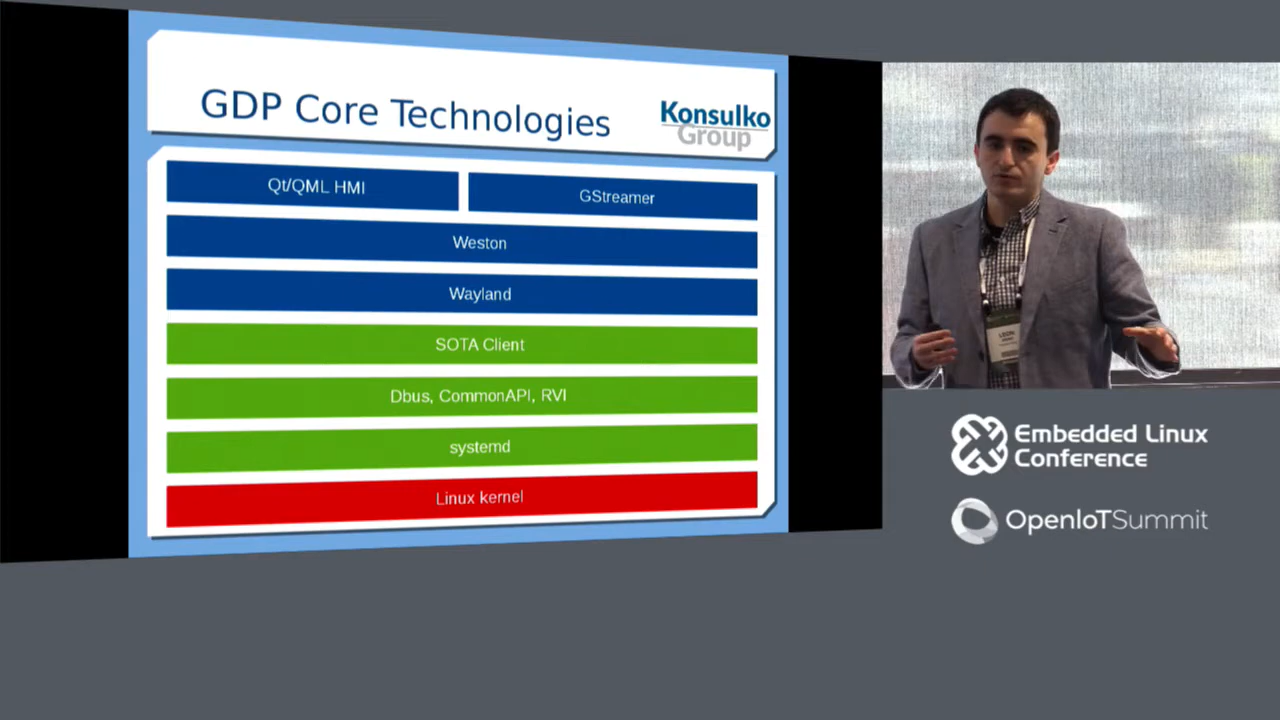 GDP Core Technologies
Konsulko
Group
Qt/QML HMI
GStreamer
Weston
Wayland
SOTA Client
Dbus, CommonAPI, RVI
systemd
Linux kernel
LEON
Embedded Linux
Conference
OpenIoTSummit